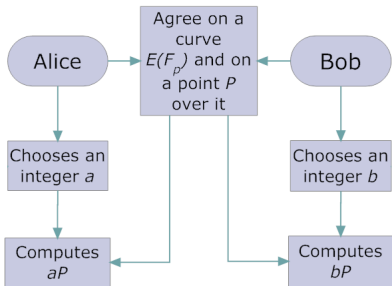 Alice
Agree on a
curve
E(F_p) and on
a point P
over it
Bob
Chooses an
integer a
Chooses an
integer b
Computes
aP
Computes
bP